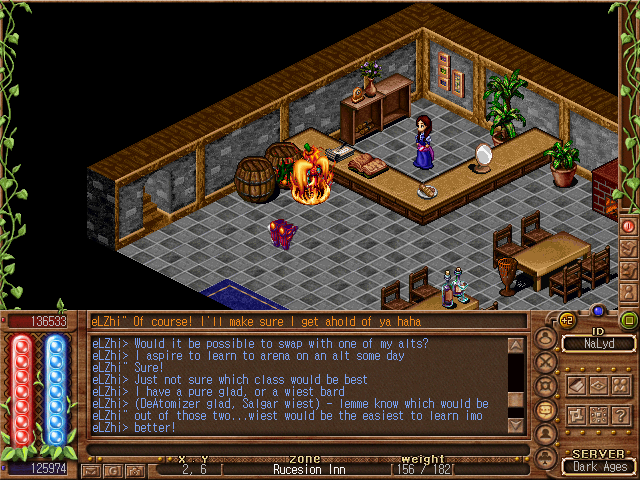 136533
eLZhi" Of course! I'll make sure I get ahold of ya haha
eLZhi> Would it be possible to swap with one of my alts?
eLZhi> I aspire to learn to arena on an alt some day
eLZhi" Sure!
eLZhi> Just not sure which class would be best
eLZhi> I have a pure glad, or a wiest bard
eLZhi> (DeAtomizer glad, Salgar wiest) - lemme know which would be
eLZhi" out of those two...wiest would be the easiest to learn imo
eLZhi> better!
125974
x, y
zone
weight
2, 6 [
Rucesion Inn
[156 / 182[
+2
ID
NaLyd
?
SERVER
Dark Ages